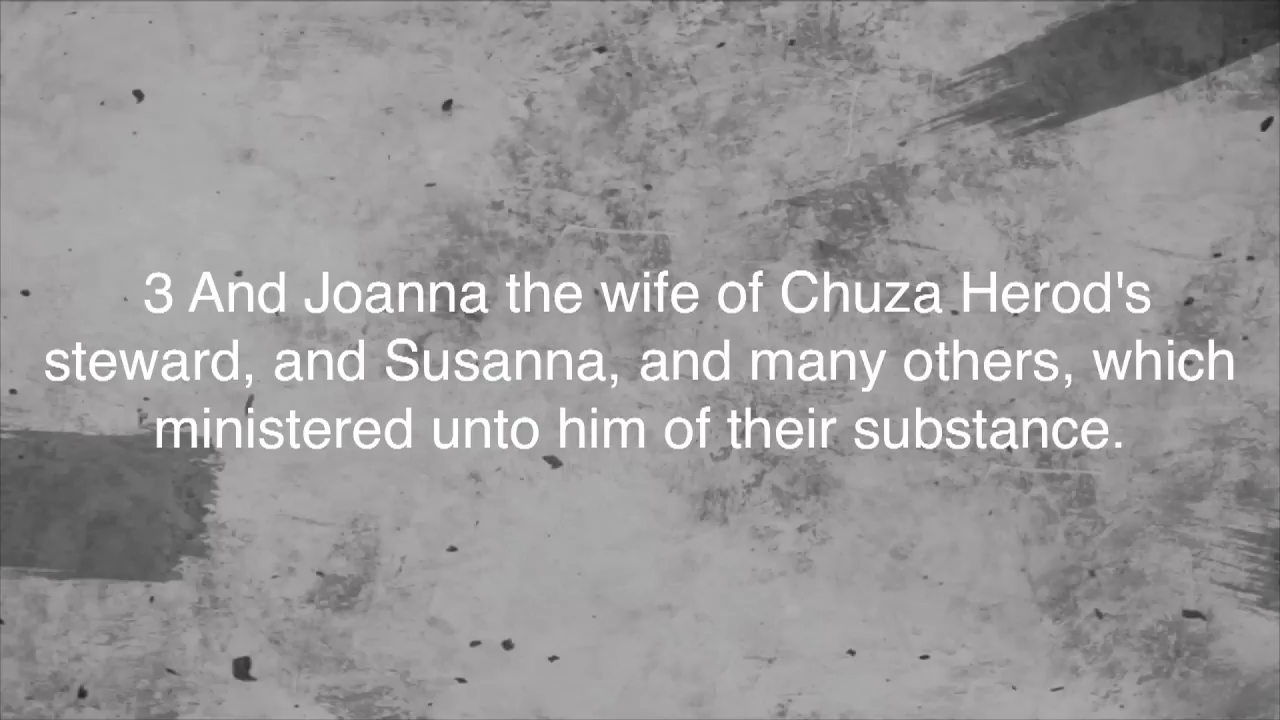 3 And Joanna the wife of Chuza Herod's
steward, and Susanna, and many others, which
ministered unto him of their substance.